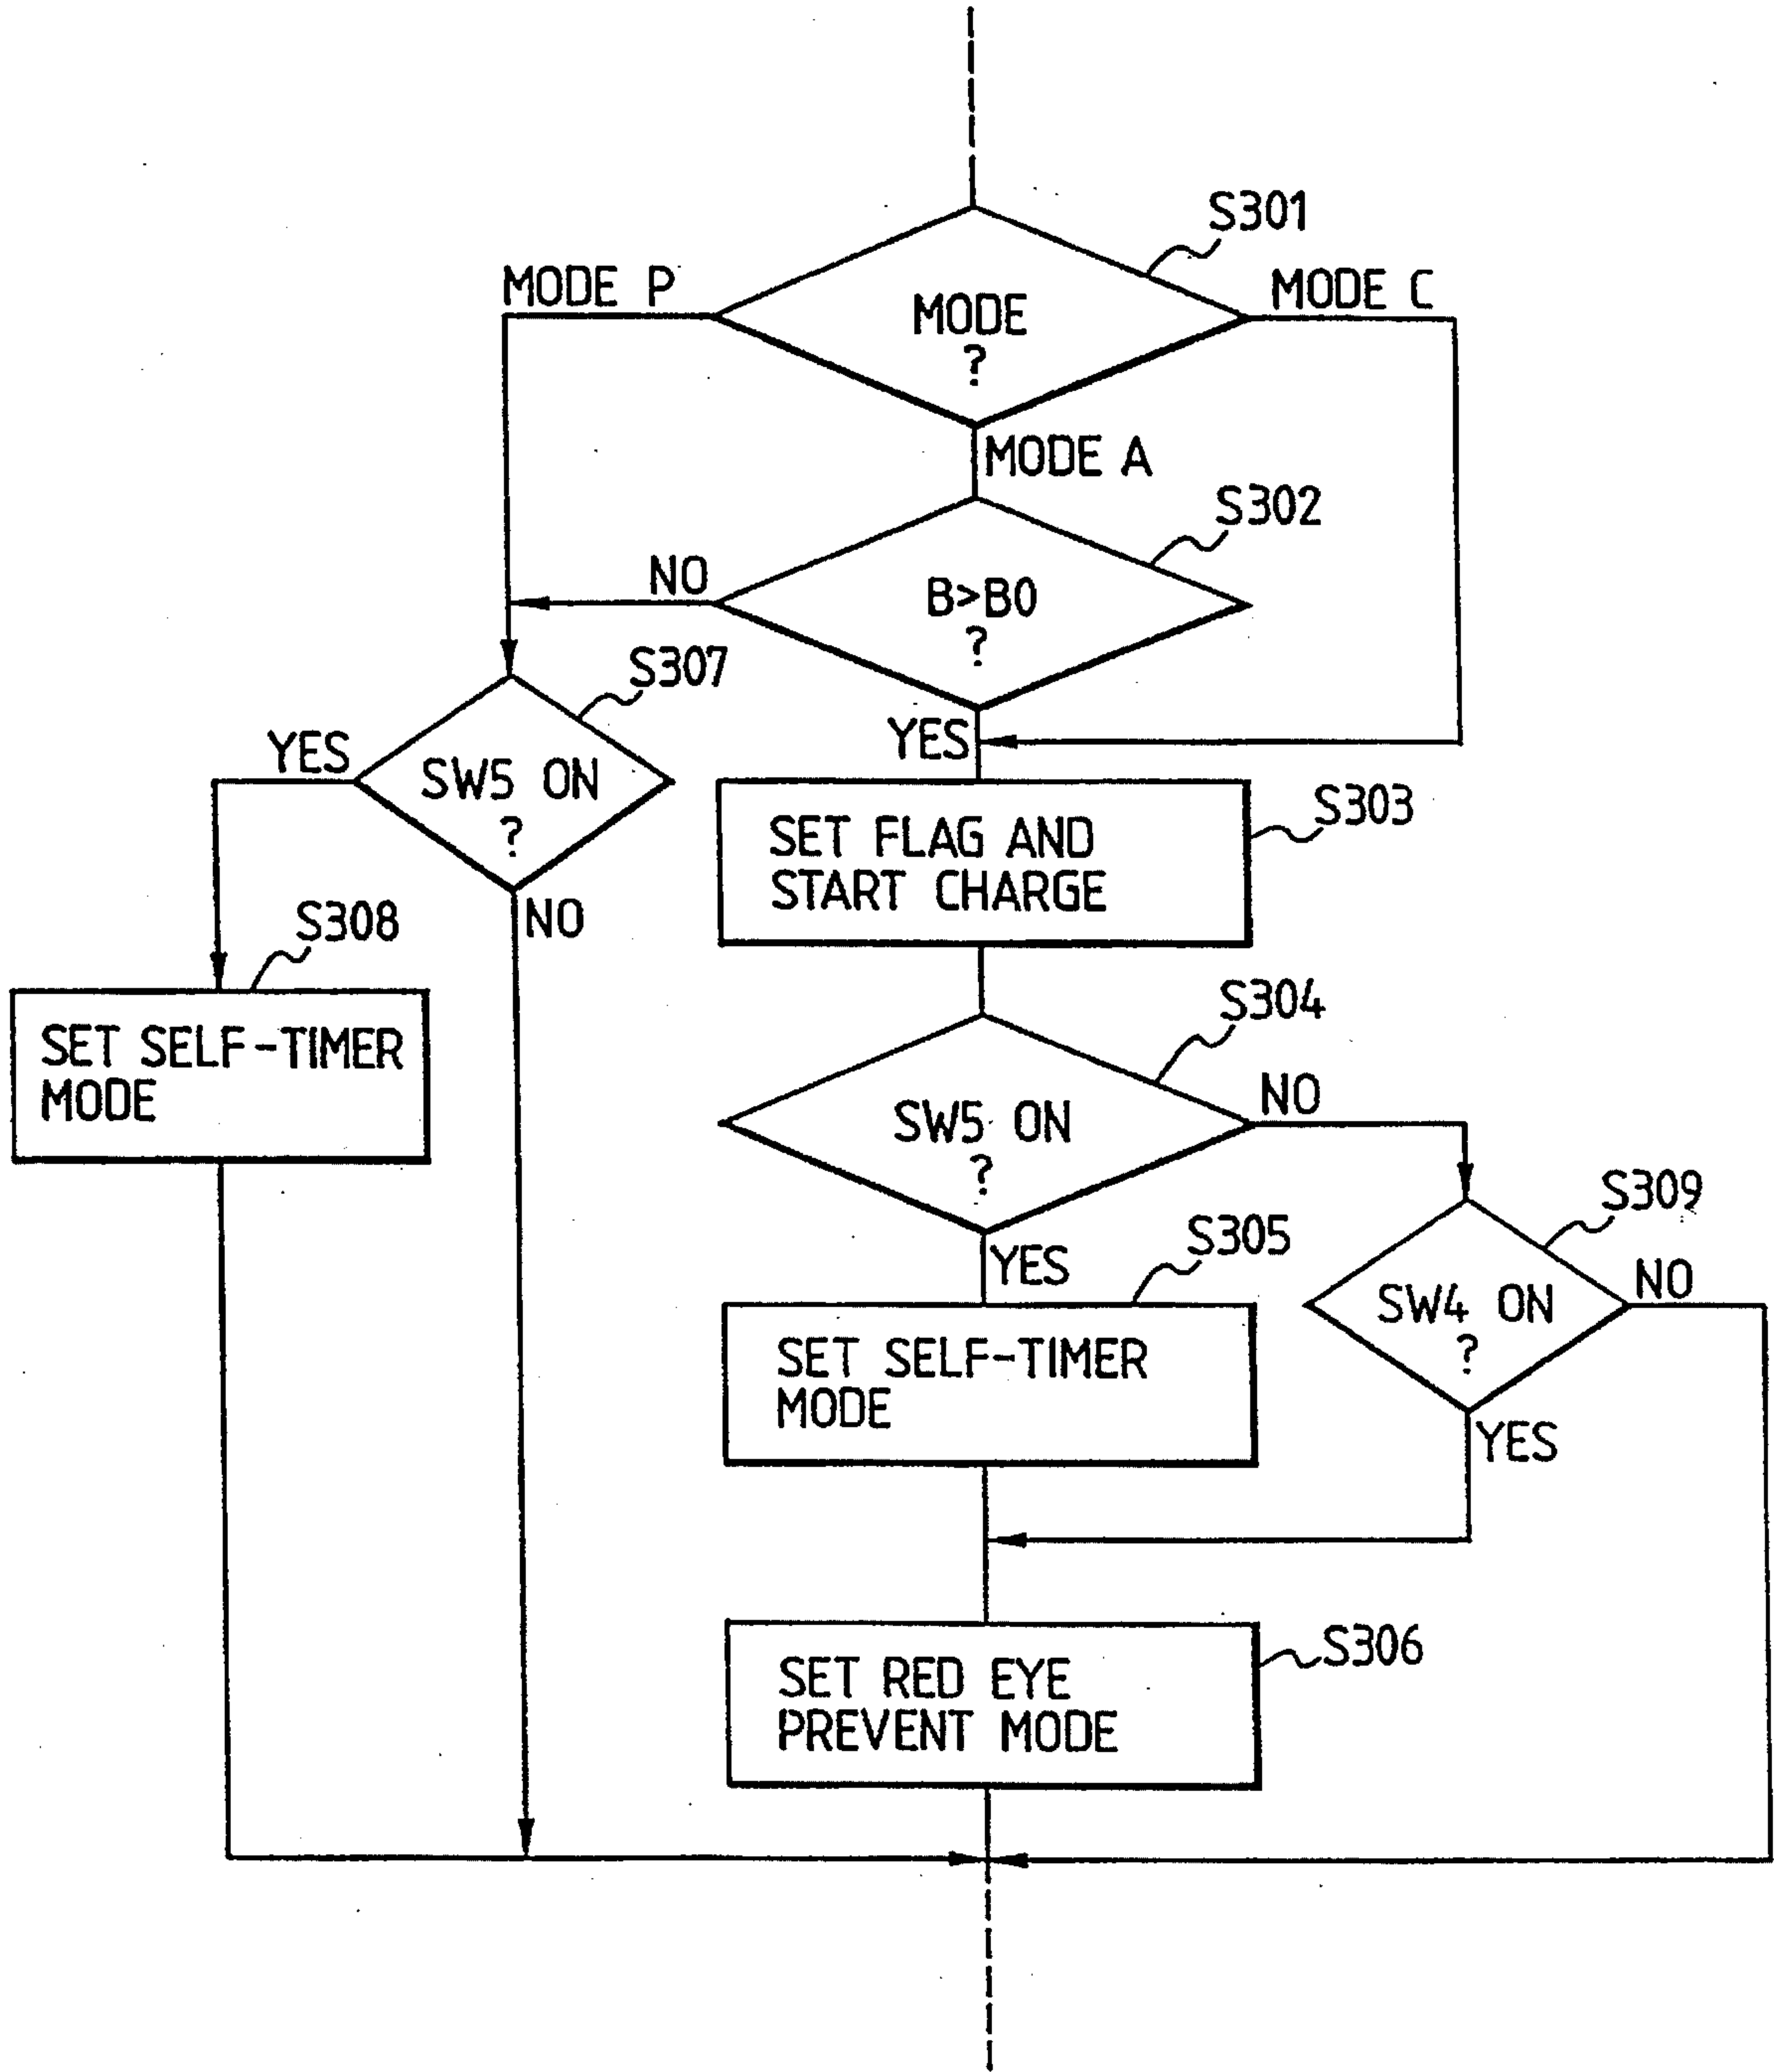 S301
MODE P
MODE C
MODE
?
MODE A
S302
NO
B>B0
?
S307
YES
YES
SW5 ON
?
S303
SET FLAG AND
START CHARGE
S308
NO
S304
SET SELF-TIMER
MODE
NO
SW5 ON
?
S309
S305
YES
NO
SW4 ON
?
SET SELF-TIMER
MODE
YES
S306
SET RED EYE
PREVENT MODE